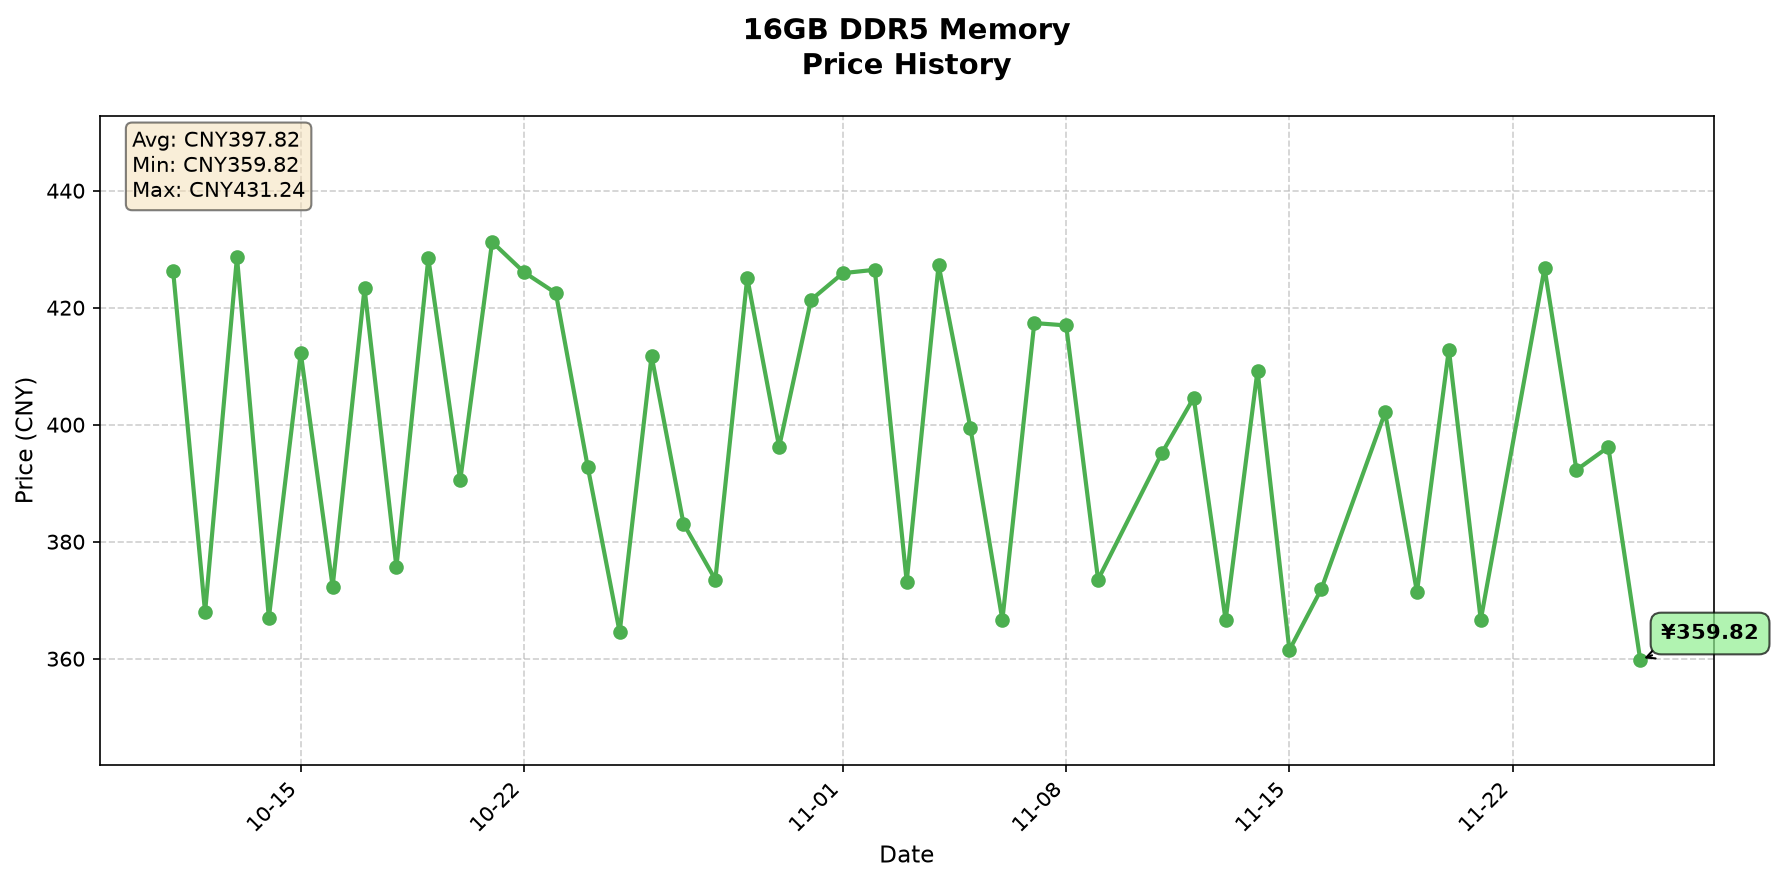 16GB DDR5 Memory
Price History
Avg: CNY397.82
Min: CNY359.82
Max: CNY431.24
Price (CNY)
440
420
400
380
360
¥359.82
10-15
10-22
11-01
11-08
11-15
11-22
Date